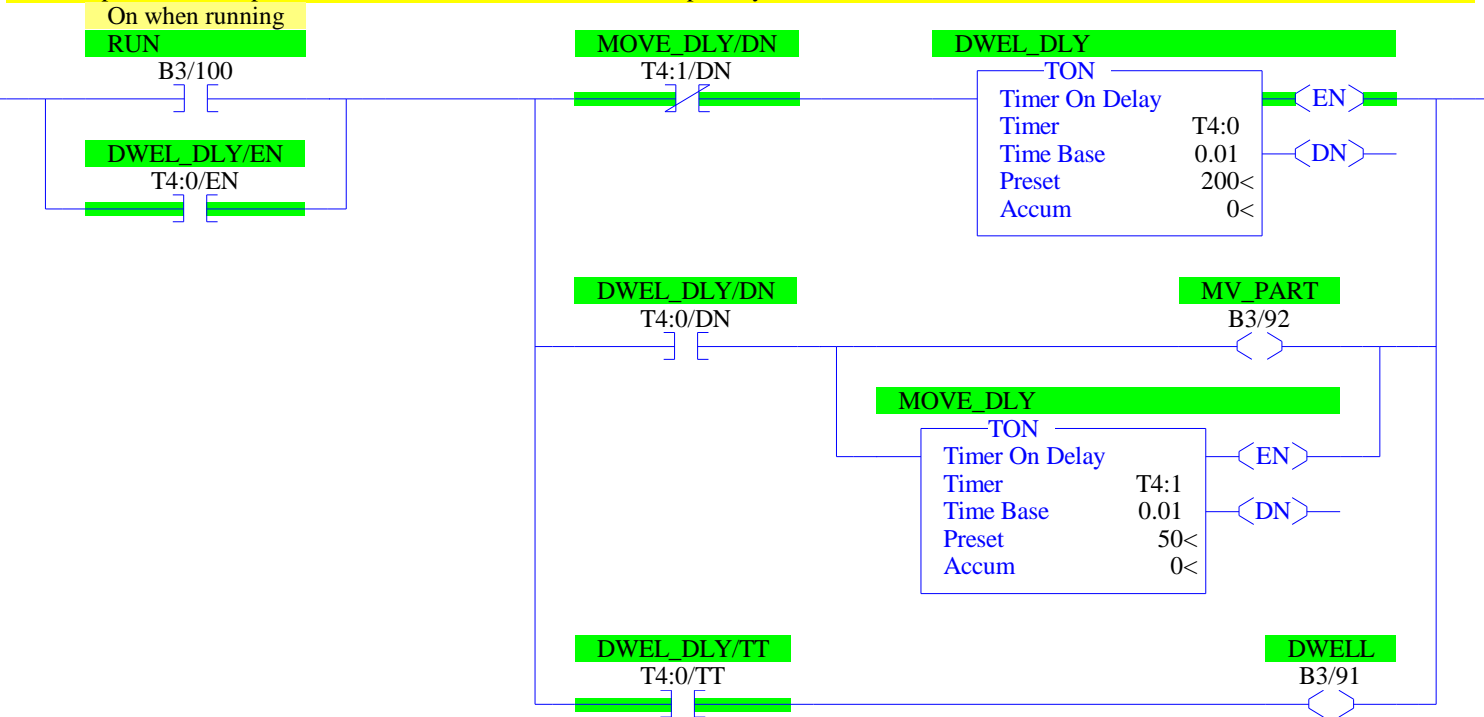 On when running
RUN
B3/100
DWEL_DLY/EN
T4:0/EN
MOVE_DLY/DN
T4:1/DN
DWEL_DLY
TON
Timer On Delay
Timer T4:0
Time Base 0.01
Preset 200<
Accum 0<
EN
DN
DWEL_DLY/DN
T4:0/DN
MV_PART
B3/92
MOVE_DLY
TON
Timer On Delay
Timer T4:1
Time Base 0.01
Preset 50<
Accum 0<
EN
DN
DWEL_DLY/TT
T4:0/TT
DWELL
B3/91